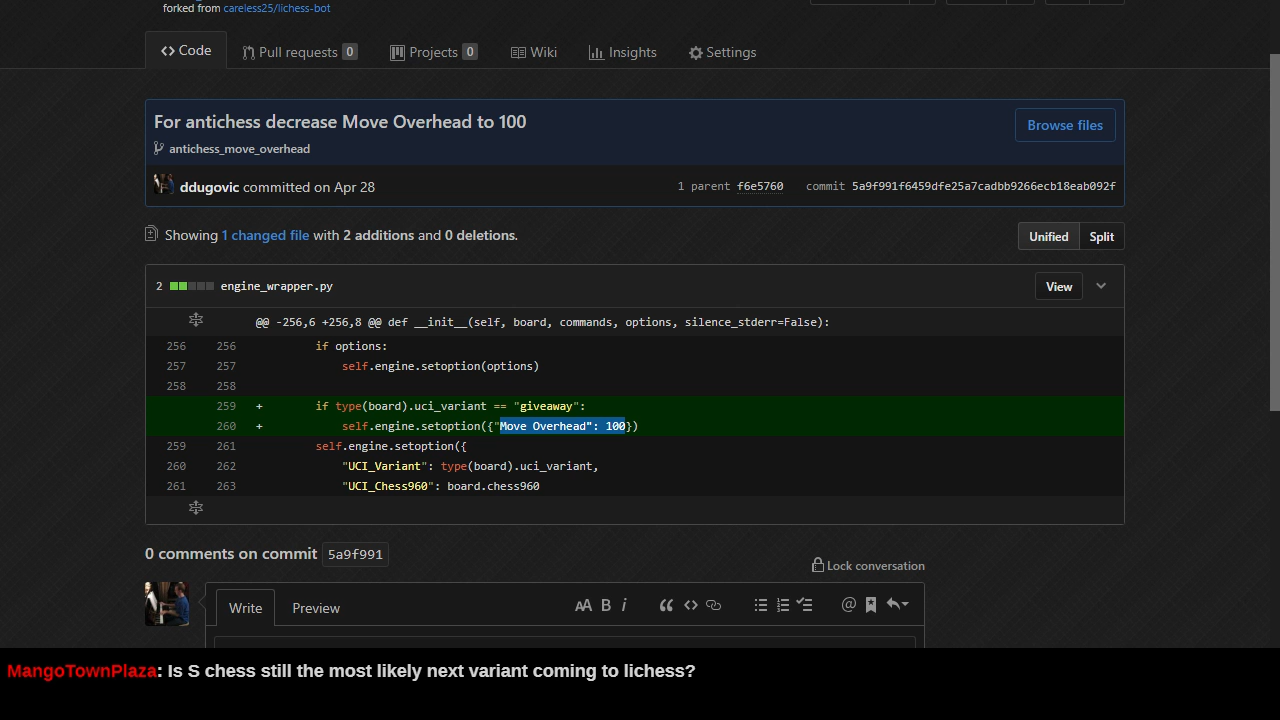 forked from careless25/lichess-bot
Code
Pull requests 0
Projects 0
Wiki
Insights
Settings
For antichess decrease Move Overhead to 100
Browse files
antichess_move_overhead
ddugovic committed on Apr 28
1 parent f6e5760 commit 5a9f991f6459dfe25a7cadbb9266ecb18eab092f
Showing 1 changed file with 2 additions and 0 deletions.
Unified Split
2 engine_wrapper.py
View
@@ -256,6 +256,8 @@ def __init__(self, board, commands, options, silence_stderr=False):
256 256 if options:
257 257 self.engine.setoption(options)
258 258
259 + if type(board).uci_variant == "giveaway":
260 + self.engine.setoption({"Move Overhead": 100})
259 261 self.engine.setoption({
260 262 "UCI_Variant": type(board).uci_variant,
261 263 "UCI_Chess960": board.chess960
0 comments on commit 5a9f991
Lock conversation
Write Preview
AA B i
MangoTownPlaza: Is S chess still the most likely next variant coming to lichess?